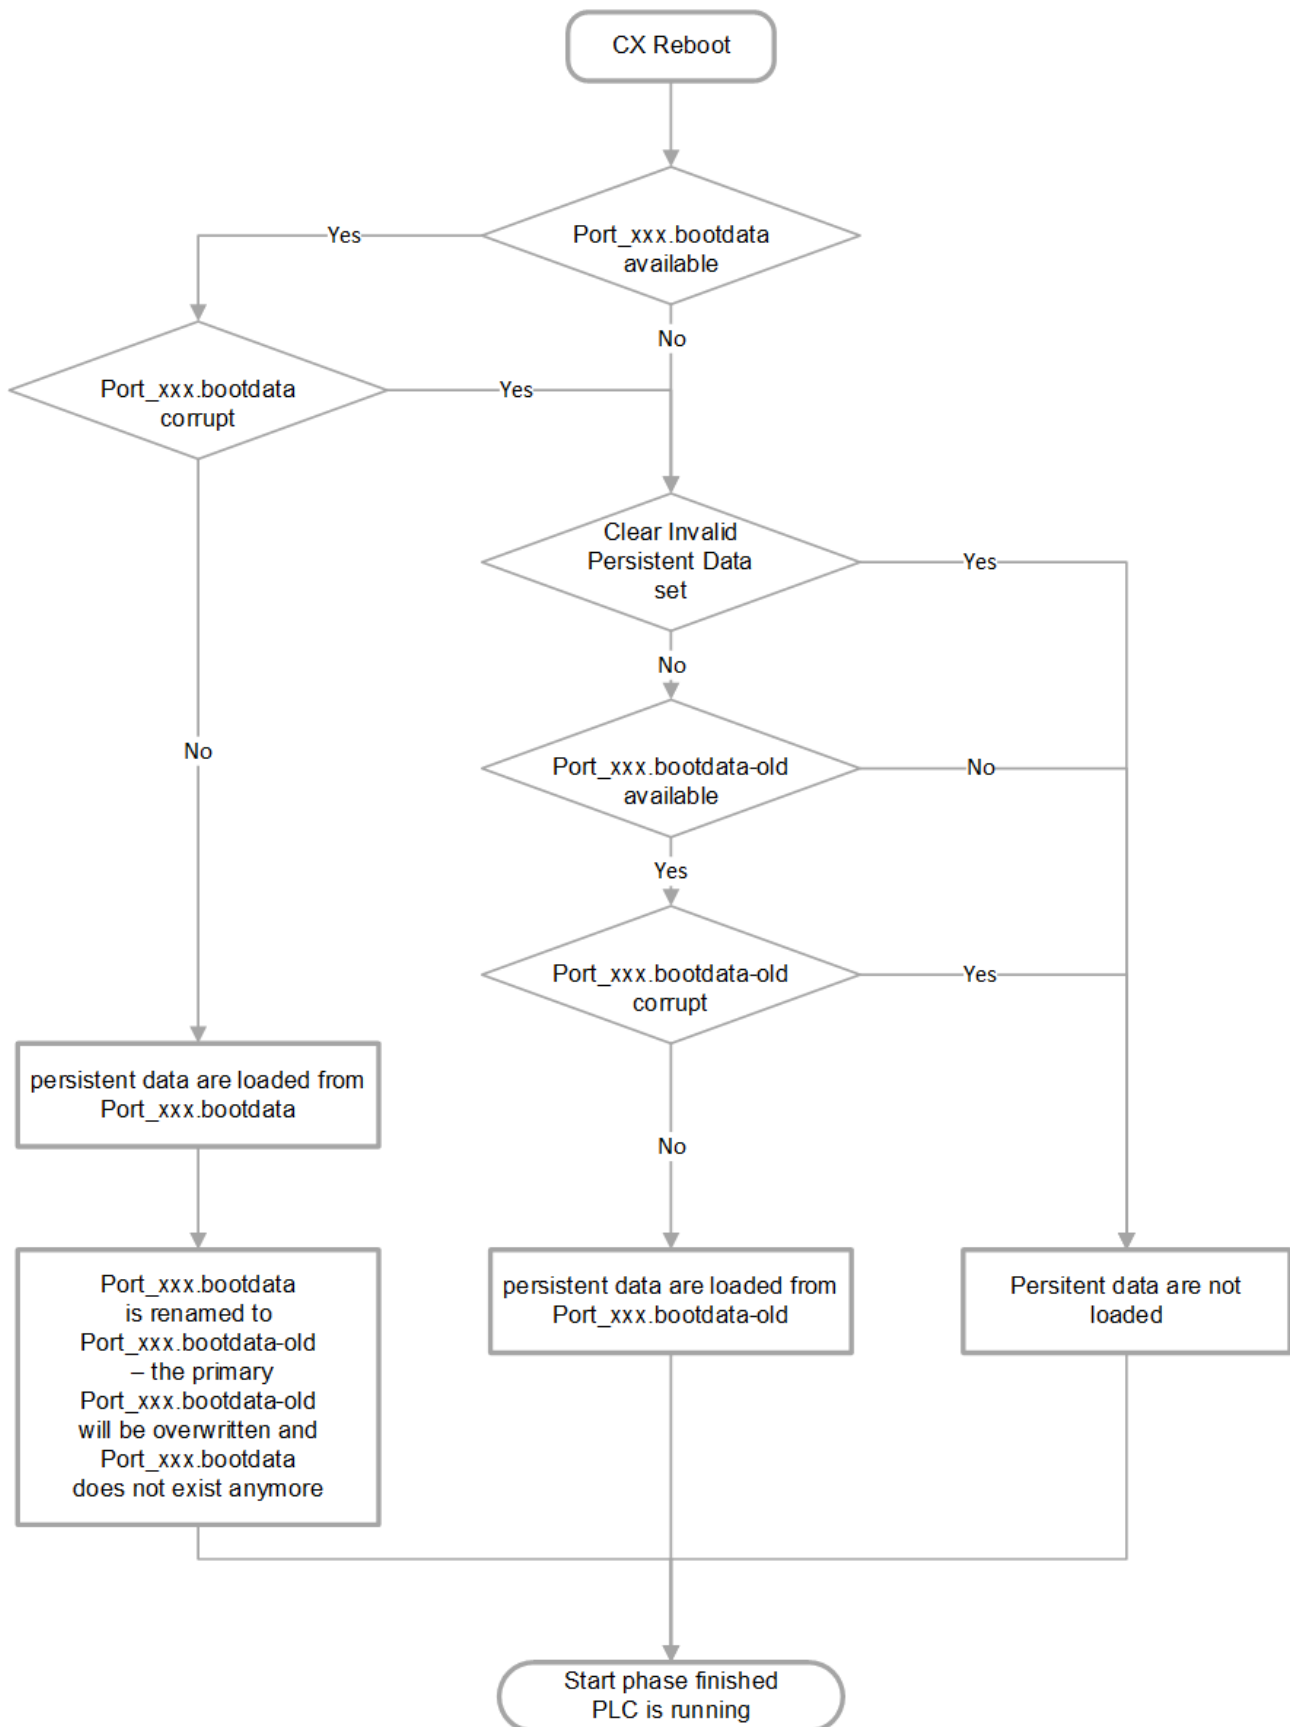 CX Reboot
Yes
Port_xxx.bootdata
available
No
Port_xxx.bootdata
corrupt
Yes
Clear Invalid
Persistent Data
set
Yes
No
No
Port_xxx.bootdata-old
available
No
Yes
Port_xxx.bootdata-old
corrupt
Yes
persistent data are loaded from
Port_xxx.bootdata
No
Port_xxx.bootdata
is renamed to
Port_xxx.bootdata-old
– the primary
Port_xxx.bootdata-old
will be overwritten and
Port_xxx.bootdata
does not exist anymore
persistent data are loaded from
Port_xxx.bootdata-old
Persitent data are not
loaded
Start phase finished
PLC is running